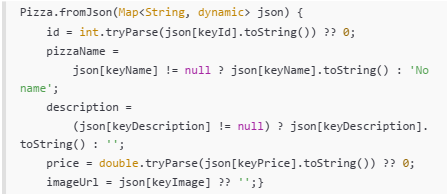 Pizza.fromJson(Map<String, dynamic> json) {
id = int.tryParse(json[keyId].toString()) ?? 0;
pizzaName =
json[keyName] != null ? json[keyName].toString() : 'No
name';
description =
(json[keyDescription] != null) ? json[keyDescription].
toString() : '';
price = double.tryParse(json[keyPrice].toString()) ?? 0;
imageUrl = json[keyImage] ?? '';}